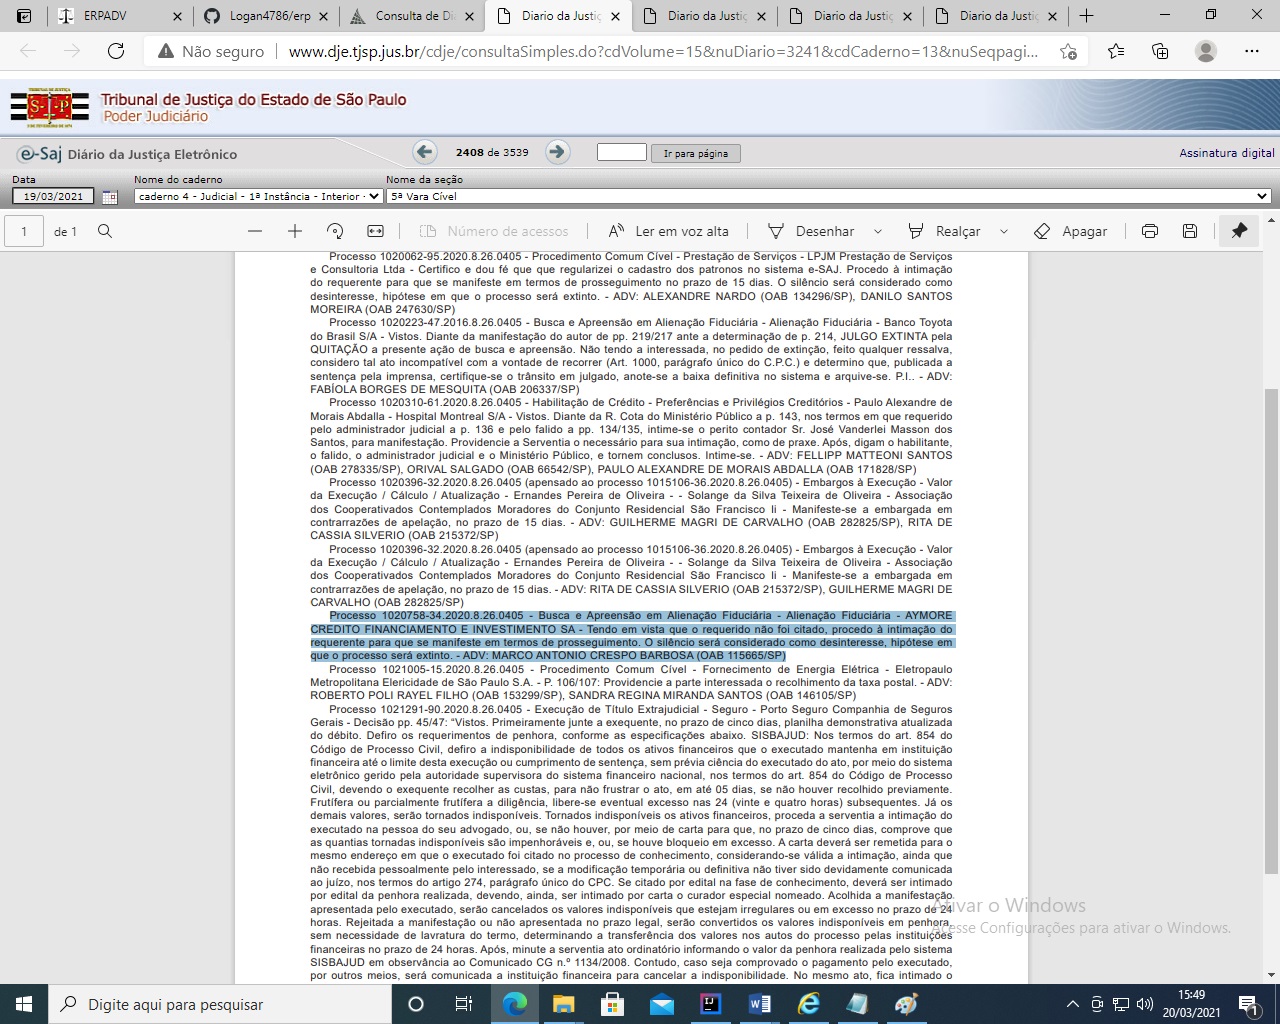 ERPADV
Logan4786/erp
Consulta de Di
Diario da Justiç
Diario da Justiç
Diario da Justiç
Diario da Justiç
Não seguro
www.dje.tjsp.jus.br/cdje/consultaSimples.do?cdVolume=15&nuDiario=3241&cdCaderno=13&nuSeqpagi...
S-T-P
Tribunal de Justiça do Estado de São Paulo
Poder Judiciário
e-Saj Diário da Justiça Eletrônico
2408 de 3539
Ir para página
Assinatura digital
Data
Nome do caderno
Nome da seção
19/03/2021
caderno 4 - Judicial - 1ª Instância - Interior -
5ª Vara Cível
1 de 1
Número de acessos
Ler em voz alta
Desenhar
Realçar
Apagar
Processo 1020062-95.2020.8.26.0405 - Procedimento Comum Cível - Prestação de Serviços - LPJM Prestação de Serviços
e Consultoria Ltda - Certifico e dou fé que que regularizei o cadastro dos patronos no sistema e-SAJ. Procedo à intimação
do requerente para que se manifeste em termos de prosseguimento no prazo de 15 dias. O silêncio será considerado como
desinteresse, hipótese em que o processo será extinto. - ADV: ALEXANDRE NARDO (OAB 134296/SP), DANILO SANTOS
MOREIRA (OAB 247630/SP)
Processo 1020223-47.2016.8.26.0405 - Busca e Apreensão em Alienação Fiduciária - Alienação Fiduciária - Banco Toyota
do Brasil S/A - Vistos. Diante da manifestação do autor de pp. 219/217 ante a determinação de p. 214, JULGO EXTINTA pela
QUITAÇÃO a presente ação de busca e apreensão. Não tendo a interessada, no pedido de extinção, feito qualquer ressalva,
considero tal ato incompatível com a vontade de recorrer (Art. 1000, parágrafo único do C.P.C.) e determino que, publicada a
sentença pela imprensa, certifique-se o trânsito em julgado, anote-se a baixa definitiva no sistema e arquive-se. P.I.. - ADV:
FABÍOLA BORGES DE MESQUITA (OAB 206337/SP)
Processo 1020310-61.2020.8.26.0405 - Habilitação de Crédito - Preferências e Privilégios Creditórios - Paulo Alexandre de
Morais Abdalla - Hospital Montreal S/A - Vistos. Diante da R. Cota do Ministério Público a p. 143, nos termos em que requerido
pelo administrador judicial a p. 136 e pelo falido a pp. 134/135, intime-se o perito contador Sr. José Vanderlei Masson dos
Santos, para manifestação. Providencie a Serventia o necessário para sua intimação, como de praxe. Após, digam o habilitante,
o falido, o administrador judicial e o Ministério Público, e tornem conclusos. Intime-se. - ADV: FELLIPP MATTEONI SANTOS
(OAB 278335/SP), ORIVAL SALGADO (OAB 66542/SP), PAULO ALEXANDRE DE MORAIS ABDALLA (OAB 171828/SP)
Processo 1020396-32.2020.8.26.0405 (apensado ao processo 1015106-36.2020.8.26.0405) - Embargos à Execução - Valor
da Execução / Cálculo / Atualização - Ernandes Pereira de Oliveira - - Solange da Silva Teixeira de Oliveira - Associação
dos Cooperativados Contemplados Moradores do Conjunto Residencial São Francisco Ii - Manifeste-se a embargada em
contrarrazões de apelação, no prazo de 15 dias. - ADV: GUILHERME MAGRI DE CARVALHO (OAB 282825/SP), RITA DE
CASSIA SILVERIO (OAB 215372/SP)
Processo 1020396-32.2020.8.26.0405 (apensado ao processo 1015106-36.2020.8.26.0405) - Embargos à Execução - Valor
da Execução / Cálculo / Atualização - Ernandes Pereira de Oliveira - - Solange da Silva Teixeira de Oliveira - Associação
dos Cooperativados Contemplados Moradores do Conjunto Residencial São Francisco Ii - Manifeste-se a embargada em
contrarrazões de apelação, no prazo de 15 dias. - ADV: RITA DE CASSIA SILVERIO (OAB 215372/SP), GUILHERME MAGRI DE
CARVALHO (OAB 282825/SP)
Processo 1020758-34.2020.8.26.0405 - Busca e Apreensão em Alienação Fiduciária - Alienação Fiduciária - AYMORE
CREDITO FINANCIAMENTO E INVESTIMENTO SA - Tendo em vista que o requerido não foi citado, procedo à intimação do
requerente para que se manifeste em termos de prosseguimento. O silêncio será considerado como desinteresse, hipótese em
que o processo será extinto. - ADV: MARCO ANTONIO CRESPO BARBOSA (OAB 115665/SP)
Processo 1021005-15.2020.8.26.0405 - Procedimento Comum Cível - Fornecimento de Energia Elétrica - Eletropaulo
Metropolitana Elericidade de São Paulo S.A. - P. 106/107: Providencie a parte interessada o recolhimento da taxa postal. - ADV:
ROBERTO POLI RAYEL FILHO (OAB 153299/SP), SANDRA REGINA MIRANDA SANTOS (OAB 146105/SP)
Processo 1021291-90.2020.8.26.0405 - Execução de Título Extrajudicial - Seguro - Porto Seguro Companhia de Seguros
Gerais - Decisão pp. 45/47: “Vistos. Primeiramente junte a exequente, no prazo de cinco dias, planilha demonstrativa atualizada
do débito. Defiro os requerimentos de penhora, conforme as especificações abaixo. SISBAJUD: Nos termos do art. 854 do
Código de Processo Civil, defiro a indisponibilidade de todos os ativos financeiros que o executado mantenha em instituição
financeira até o limite desta execução ou cumprimento de sentença, sem prévia ciência do executado do ato, por meio do sistema
eletrônico gerido pela autoridade supervisora do sistema financeiro nacional, nos termos do art. 854 do Código de Processo
Civil, devendo o exequente recolher as custas, para não frustrar o ato, em até 05 dias, se não houver recolhido previamente.
Frutífera ou parcialmente frutífera a diligência, libere-se eventual excesso nas 24 (vinte e quatro horas) subsequentes. Já os
demais valores, serão tornados indisponíveis. Tornados indisponíveis os ativos financeiros, proceda a serventia a intimação do
executado na pessoa do seu advogado, ou, se não houver, por meio de carta para que, no prazo de cinco dias, comprove que
as quantias tornadas indisponíveis são impenhoráveis e, ou, se houve bloqueio em excesso. A carta deverá ser remetida para o
mesmo endereço em que o executado foi citado no processo de conhecimento, considerando-se válida a intimação, ainda que
não recebida pessoalmente pelo interessado, se a modificação temporária ou definitiva não tiver sido devidamente comunicada
ao juízo, nos termos do artigo 274, parágrafo único do CPC. Se citado por edital na fase de conhecimento, deverá ser intimado
por edital da penhora realizada, devendo, ainda, ser intimado por carta o curador especial nomeado. Acolhida a manifestação
apresentada pelo executado, serão cancelados os valores indisponíveis que estejam irregulares ou em excesso no prazo de 24
horas. Rejeitada a manifestação ou não apresentada no prazo legal, serão convertidos os valores indisponíveis em penhora,
sem necessidade de lavratura do termo, determinando a transferência dos valores nos autos do processo pelas instituições
financeiras no prazo de 24 horas. Após, minute a serventia ato ordinatório informando o valor da penhora realizada pelo sistema
SISBAJUD em observância ao Comunicado CG n.º 1134/2008. Contudo, caso seja comprovado o pagamento pelo executado,
por outros meios, será comunicada a instituição financeira para cancelar a indisponibilidade. No mesmo ato, fica intimado o
Ativar o Windows
Acesse Configurações para ativar o Windows.
Digite aqui para pesquisar
15:49
20/03/2021
1